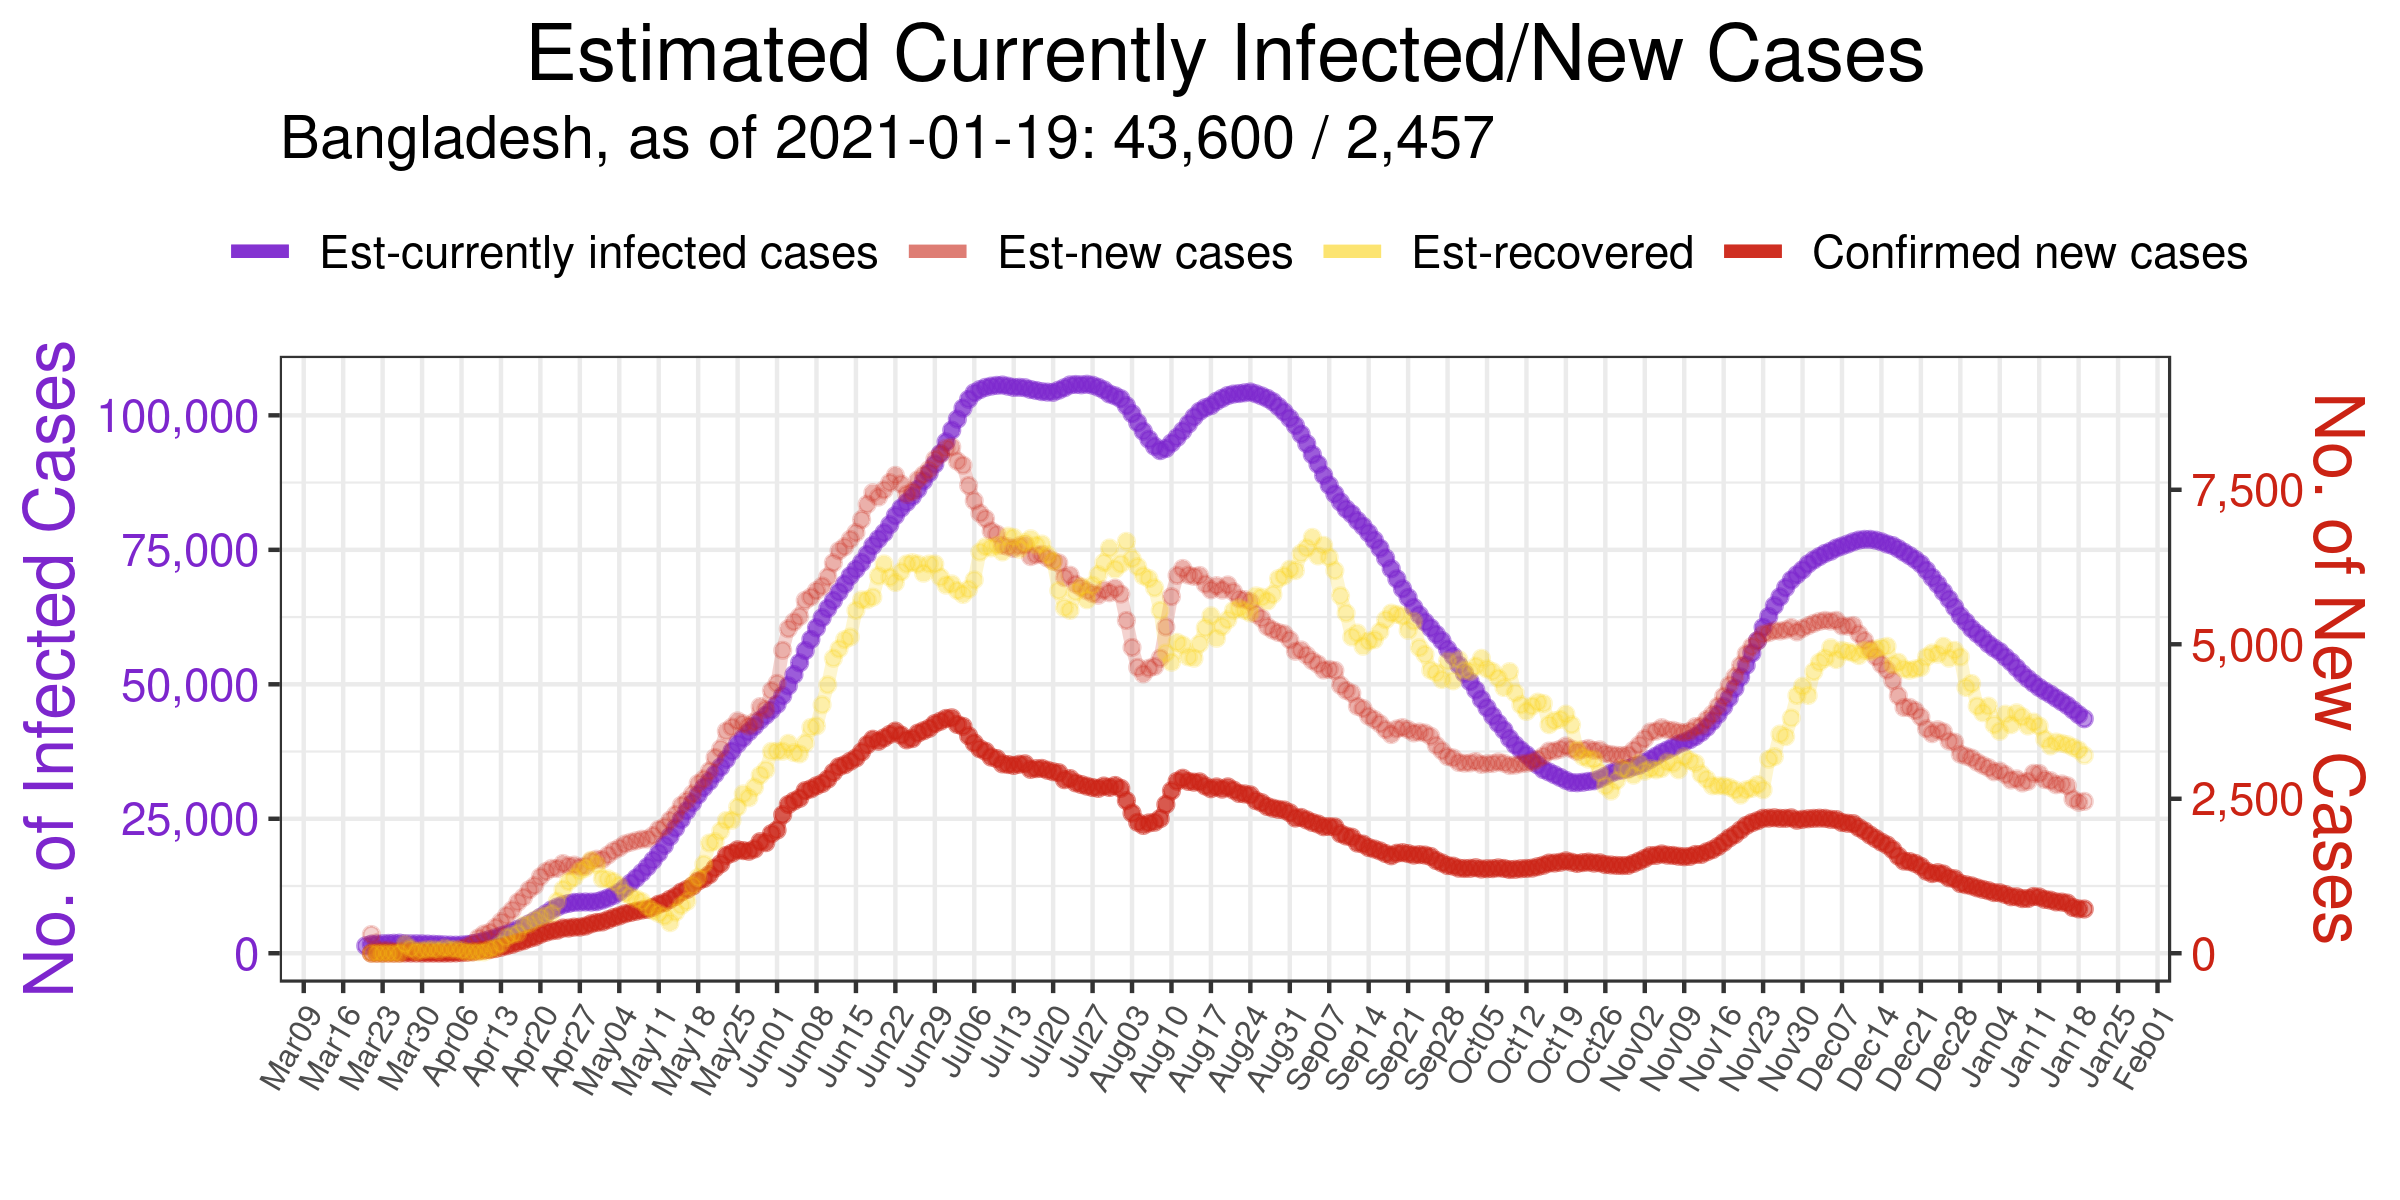 Estimated Currently Infected/New Cases
Bangladesh, as of 2021-01-19: 43,600 / 2,457
Est-currently infected cases Est-new cases Est-recovered Confirmed new cases
No. of Infected Cases
100,000
75,000
50,000
25,000
0
7,500
5,000
2,500
0
No. of New Cases
Mar09 Mar16 Mar23 Mar30 Apr06 Apr13 Apr20 Apr27 May04 May11 May18 May25 Jun01 Jun08 Jun15 Jun22 Jun29 Jul06 Jul13 Jul20 Jul27 Aug03 Aug10 Aug17 Aug24 Aug31 Sep07 Sep14 Sep21 Sep28 Oct05 Oct12 Oct19 Oct26 Nov02 Nov09 Nov16 Nov23 Nov30 Dec07 Dec14 Dec21 Dec28 Jan04 Jan11 Jan18 Jan25 Feb01